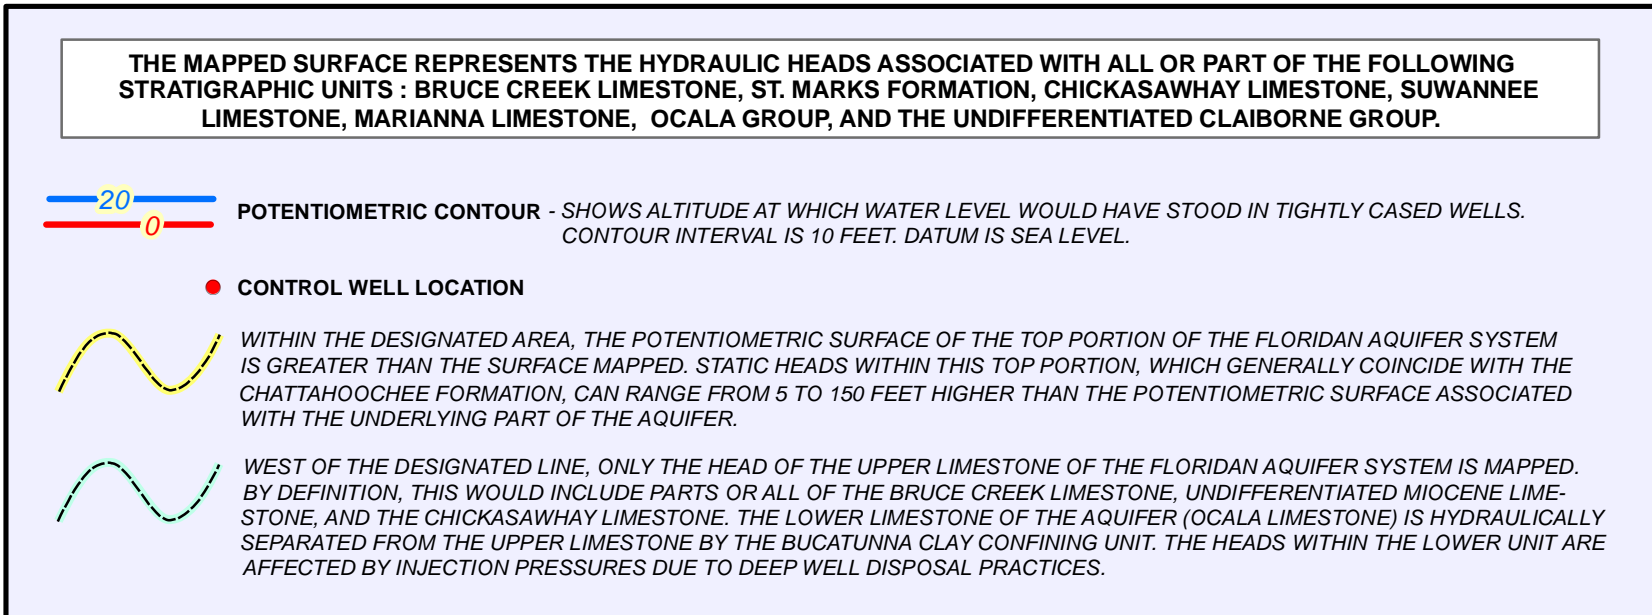 THE MAPPED SURFACE REPRESENTS THE HYDRAULIC HEADS ASSOCIATED WITH ALL OR PART OF THE FOLLOWING
STRATIGRAPHIC UNITS : BRUCE CREEK LIMESTONE, ST. MARKS FORMATION, CHICKASAWHAY LIMESTONE, SUWANNEE
LIMESTONE, MARIANNA LIMESTONE, OCALA GROUP, AND THE UNDIFFERENTIATED CLAIBORNE GROUP.
20
0
POTENTIOMETRIC CONTOUR - SHOWS ALTITUDE AT WHICH WATER LEVEL WOULD HAVE STOOD IN TIGHTLY CASED WELLS.
CONTOUR INTERVAL IS 10 FEET. DATUM IS SEA LEVEL.
CONTROL WELL LOCATION
WITHIN THE DESIGNATED AREA, THE POTENTIOMETRIC SURFACE OF THE TOP PORTION OF THE FLORIDAN AQUIFER SYSTEM
IS GREATER THAN THE SURFACE MAPPED. STATIC HEADS WITHIN THIS TOP PORTION, WHICH GENERALLY COINCIDE WITH THE
CHATTAHOOCHEE FORMATION, CAN RANGE FROM 5 TO 150 FEET HIGHER THAN THE POTENTIOMETRIC SURFACE ASSOCIATED
WITH THE UNDERLYING PART OF THE AQUIFER.
WEST OF THE DESIGNATED LINE, ONLY THE HEAD OF THE UPPER LIMESTONE OF THE FLORIDAN AQUIFER SYSTEM IS MAPPED.
BY DEFINITION, THIS WOULD INCLUDE PARTS OR ALL OF THE BRUCE CREEK LIMESTONE, UNDIFFERENTIATED MIOCENE LIME-
STONE, AND THE CHICKASAWHAY LIMESTONE. THE LOWER LIMESTONE OF THE AQUIFER (OCALA LIMESTONE) IS HYDRAULICALLY
SEPARATED FROM THE UPPER LIMESTONE BY THE BUCATUNNA CLAY CONFINING UNIT. THE HEADS WITHIN THE LOWER UNIT ARE
AFFECTED BY INJECTION PRESSURES DUE TO DEEP WELL DISPOSAL PRACTICES.